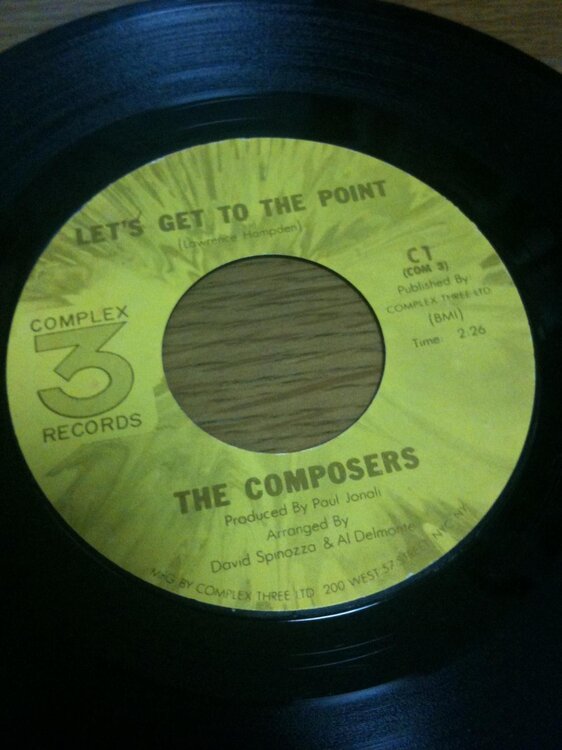 LET'S GET TO THE POINT
(Lawrence Hampden)
COMPLEX
3
RECORDS
C1
(COM 3)
Published By
COMPLEX THREE LTD
(BMI)
Time: 2:26
THE COMPOSERS
Produced By Paul Jonali
Arranged By
David Spinozza & Al Delmonte
MFG BY COMPLEX THREE LTD 200 WEST 57 STREET N.Y. N.Y.